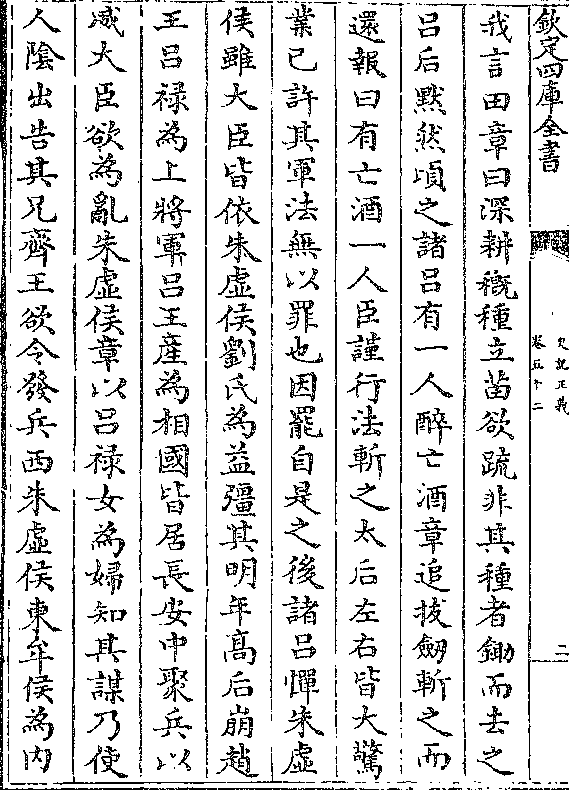 欽定四庫全書
史記正義
卷五十二
二
我言田章曰深耕穊種立苗欲疏非其種者鋤而去之
吕后黙然頃之諸吕有一人醉亡酒章追拔劒斬之而
還報曰有亡酒一人臣謹行法斬之太后左右皆大驚
業已許其軍法無以罪也因罷自是之後諸吕憚朱虛
侯雖大臣皆依朱虛侯劉氏為益彊其明年髙后崩趙
王吕禄為上將軍吕王産為相國皆居長安中聚兵以
威大臣欲為亂朱虛侯章以吕禄女為婦知其謀乃使
人隂出告其兄齊王欲令發兵西朱虛侯東牟侯為内